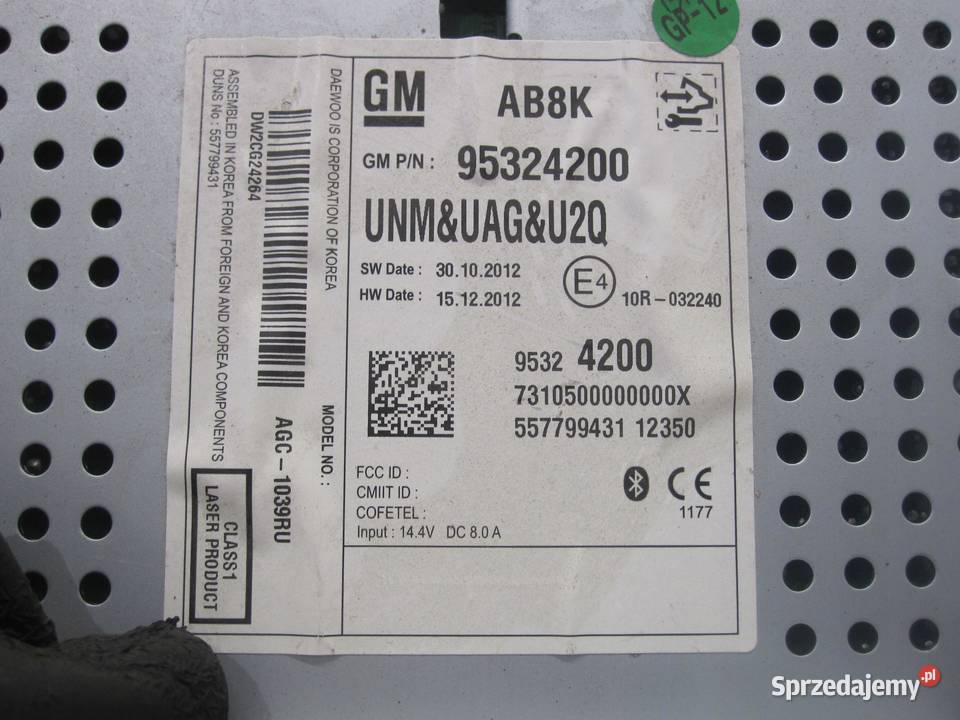 GP-12
GM
AB8K
GM P/N : 95324200
UNM&UAG&U2Q
SW Date : 30.10.2012
HW Date : 15.12.2012
E4
10R-032240
9532 4200
7310500000000X
557799431 12350
FCC ID :
CMIIT ID :
COFETEL :
Input : 14.4V DC 8.0 A
1177
DAEWOO IS CORPORATION OF KOREA
MODEL NO. :
AGC-1039RU
DW2CG24264
ASSEMBLED IN KOREA FROM FOREIGN AND KOREA COMPONENTS
DUNS No : 557799431
CLASS1
LASER PRODUCT
Sprzedajemy.pl